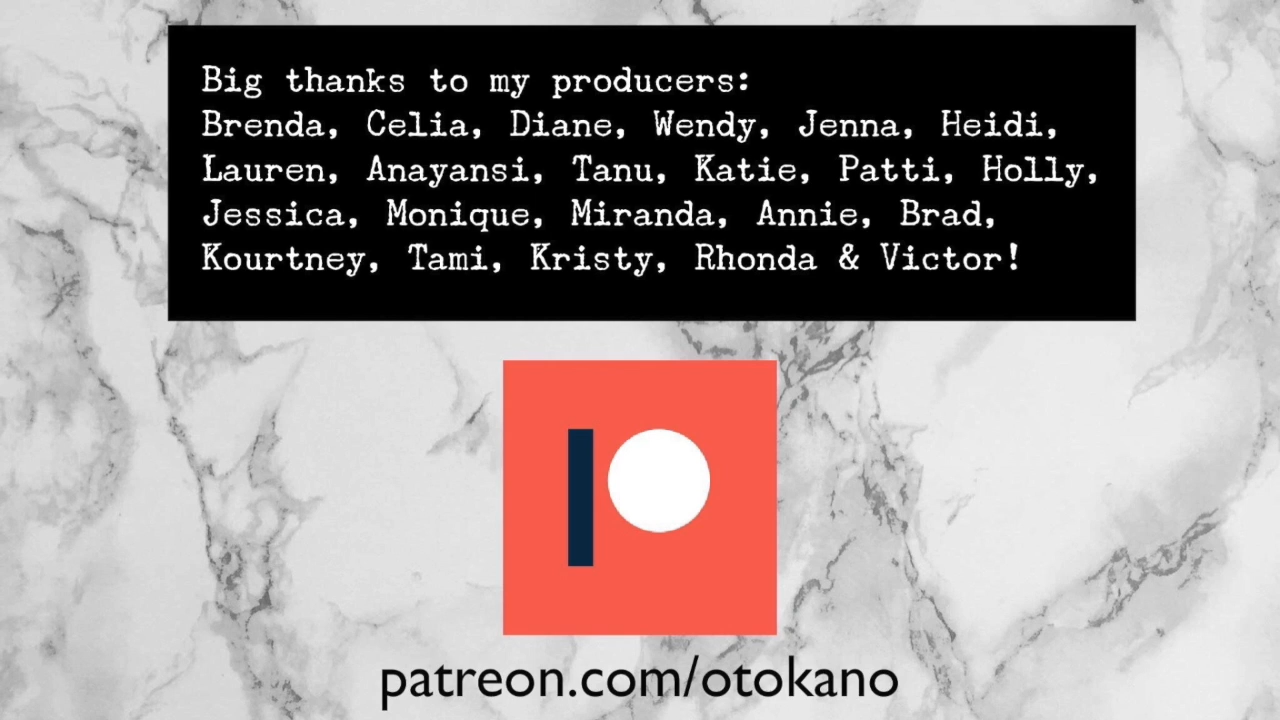 Big thanks to my producers:
Brenda, Celia, Diane, Wendy, Jenna, Heidi,
Lauren, Anayansi, Tanu, Katie, Patti, Holly,
Jessica, Monique, Miranda, Annie, Brad,
Kourtney, Tami, Kristy, Rhonda & Victor!
patreon.com/otokano